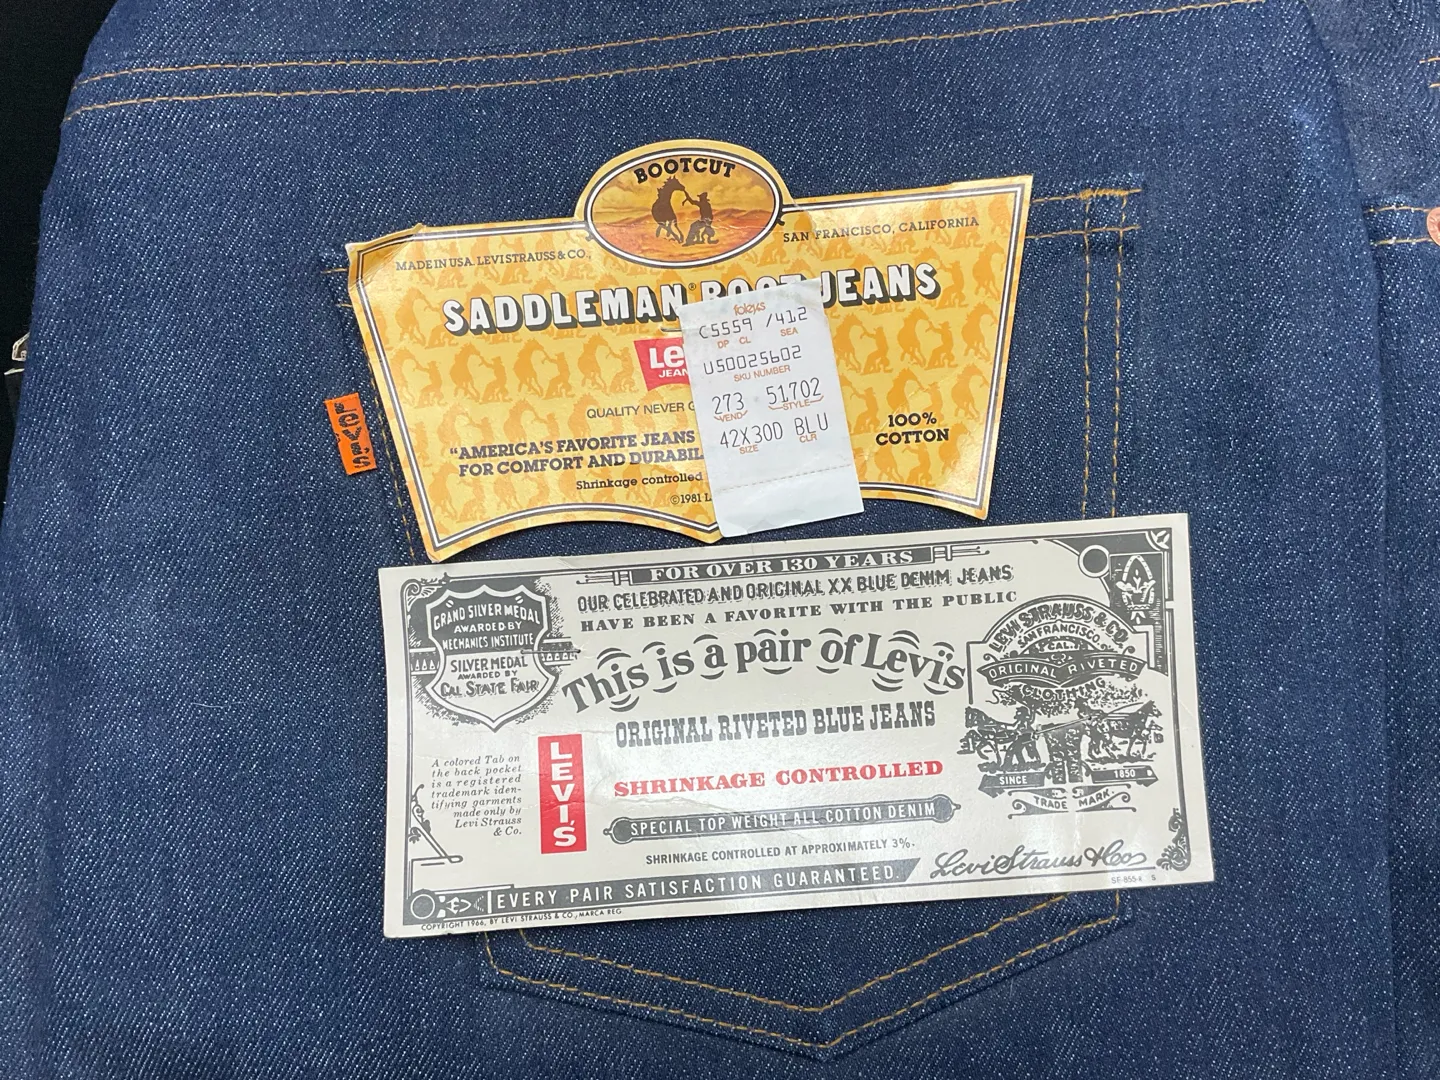 BOOTCUT
MADE IN USA. LEVI STRAUSS & CO.,
SAN FRANCISCO, CALIFORNIA
SADDLEMAN® BOOT JEANS
Le
JEAN
QUALITY NEVER
"AMERICA'S FAVORITE JEANS
FOR COMFORT AND
Shrinkage controlled
©1981
100%
COTTON
foley's
C5559 /412
DP CL SEA
U50025602
SKU NUMBER
273 51702
VEND STYLE
42X30D BLU
SIZE CLR
FOR OVER 130 YEARS
OUR CELEBRATED AND ORIGINAL XX BLUE DENIM JEANS
HAVE BEEN A FAVORITE WITH THE PUBLIC
This is a pair of Levi's
ORIGINAL RIVETED BLUE JEANS
SHRINKAGE CONTROLLED
SPECIAL TOP WEIGHT ALL COTTON DENIM
SHRINKAGE CONTROLLED AT APPROXIMATELY 3%.
EVERY PAIR SATISFACTION GUARANTEED.
COPYRIGHT 1966, BY LEVI STRAUSS & CO., MARCA REG
GRAND SILVER MEDAL
AWARDED BY
MECHANICS INSTITUTE
SILVER MEDAL
AWARDED BY
CAL. STATE FAIR
A colored Tab on
the back pocket
is a registered
trademark iden-
tifying garments
made only by
Levi Strauss
& Co.
LEVI'S
LEVI STRAUSS & CO.
SAN FRANCISCO,
CAL.
ORIGINAL RIVETED
CLOTHING
SINCE 1850
TRADE MARK.
Levi Strauss & Co